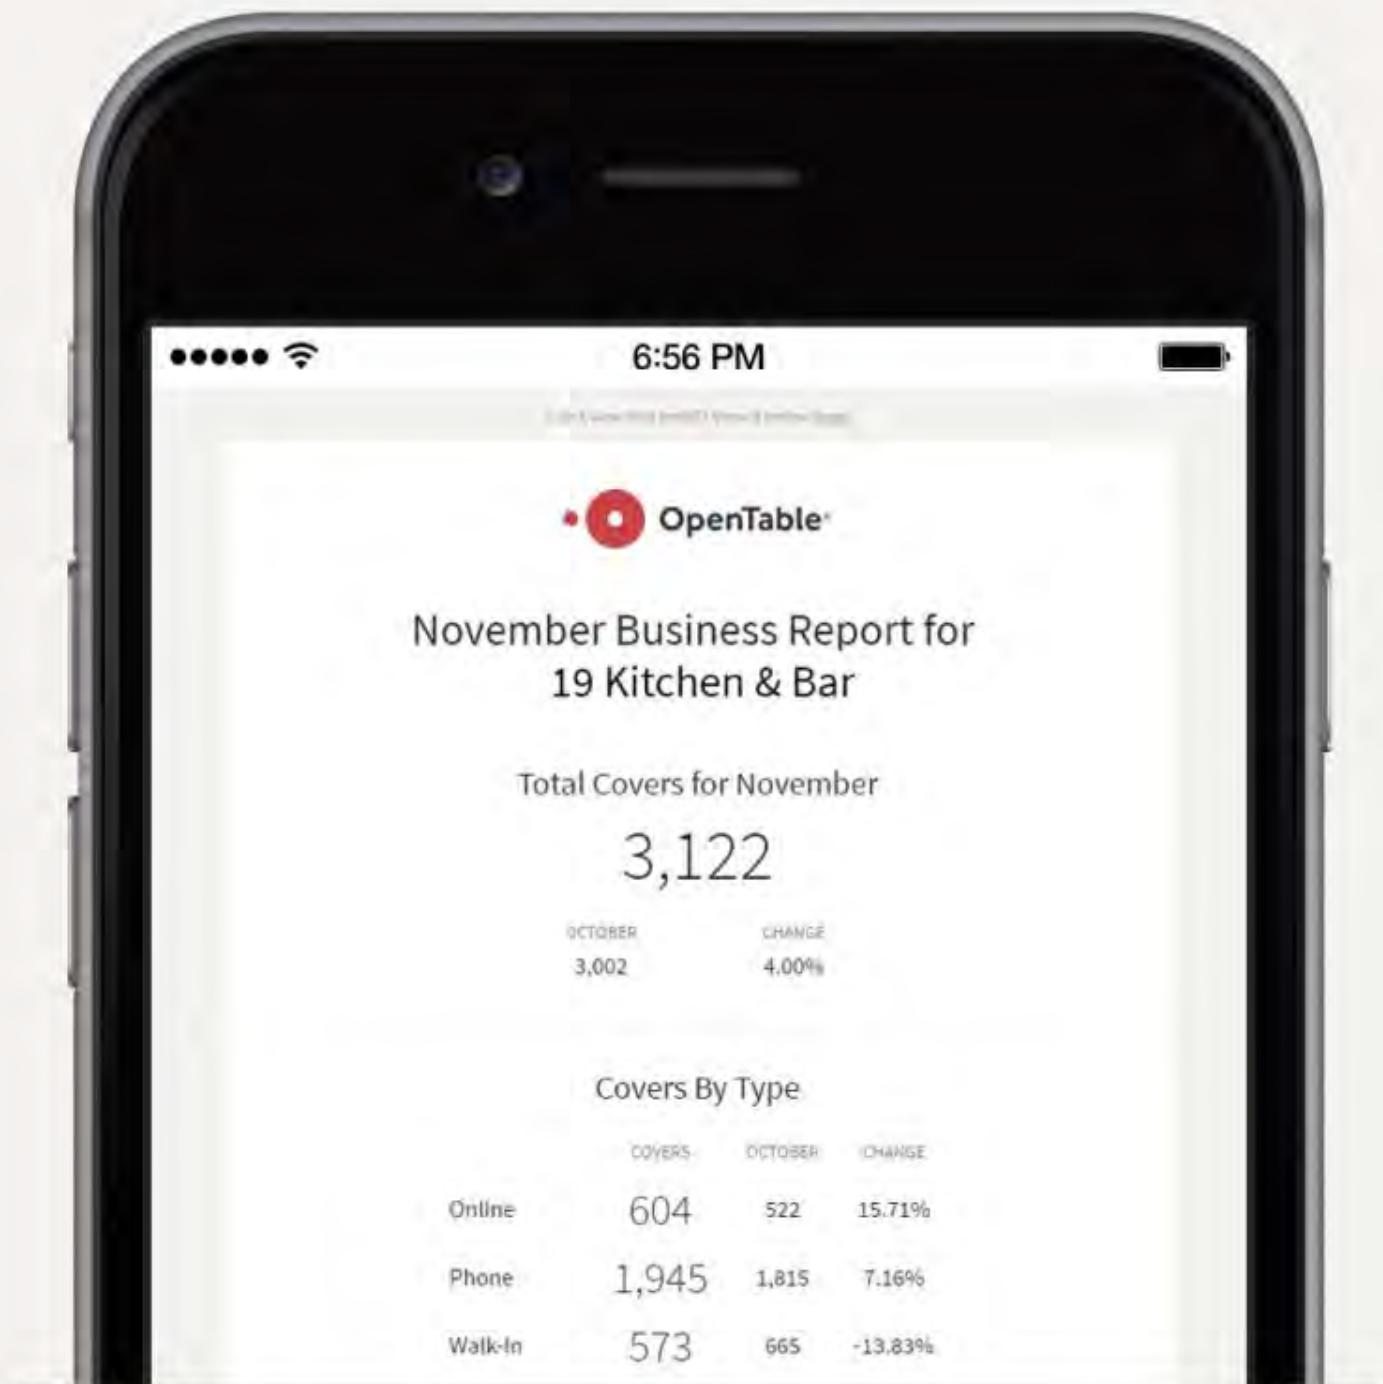 6:56 PM
OpenTable
November Business Report for
19 Kitchen & Bar
Total Covers for November
3,122
OCTOBER CHANGE
3,002 4.00%
Covers By Type
COVERS OCTOBER CHANGE
Online 604 522 15.71%
Phone 1,945 1,815 7.16%
Walk-In 573 665 -13.83%